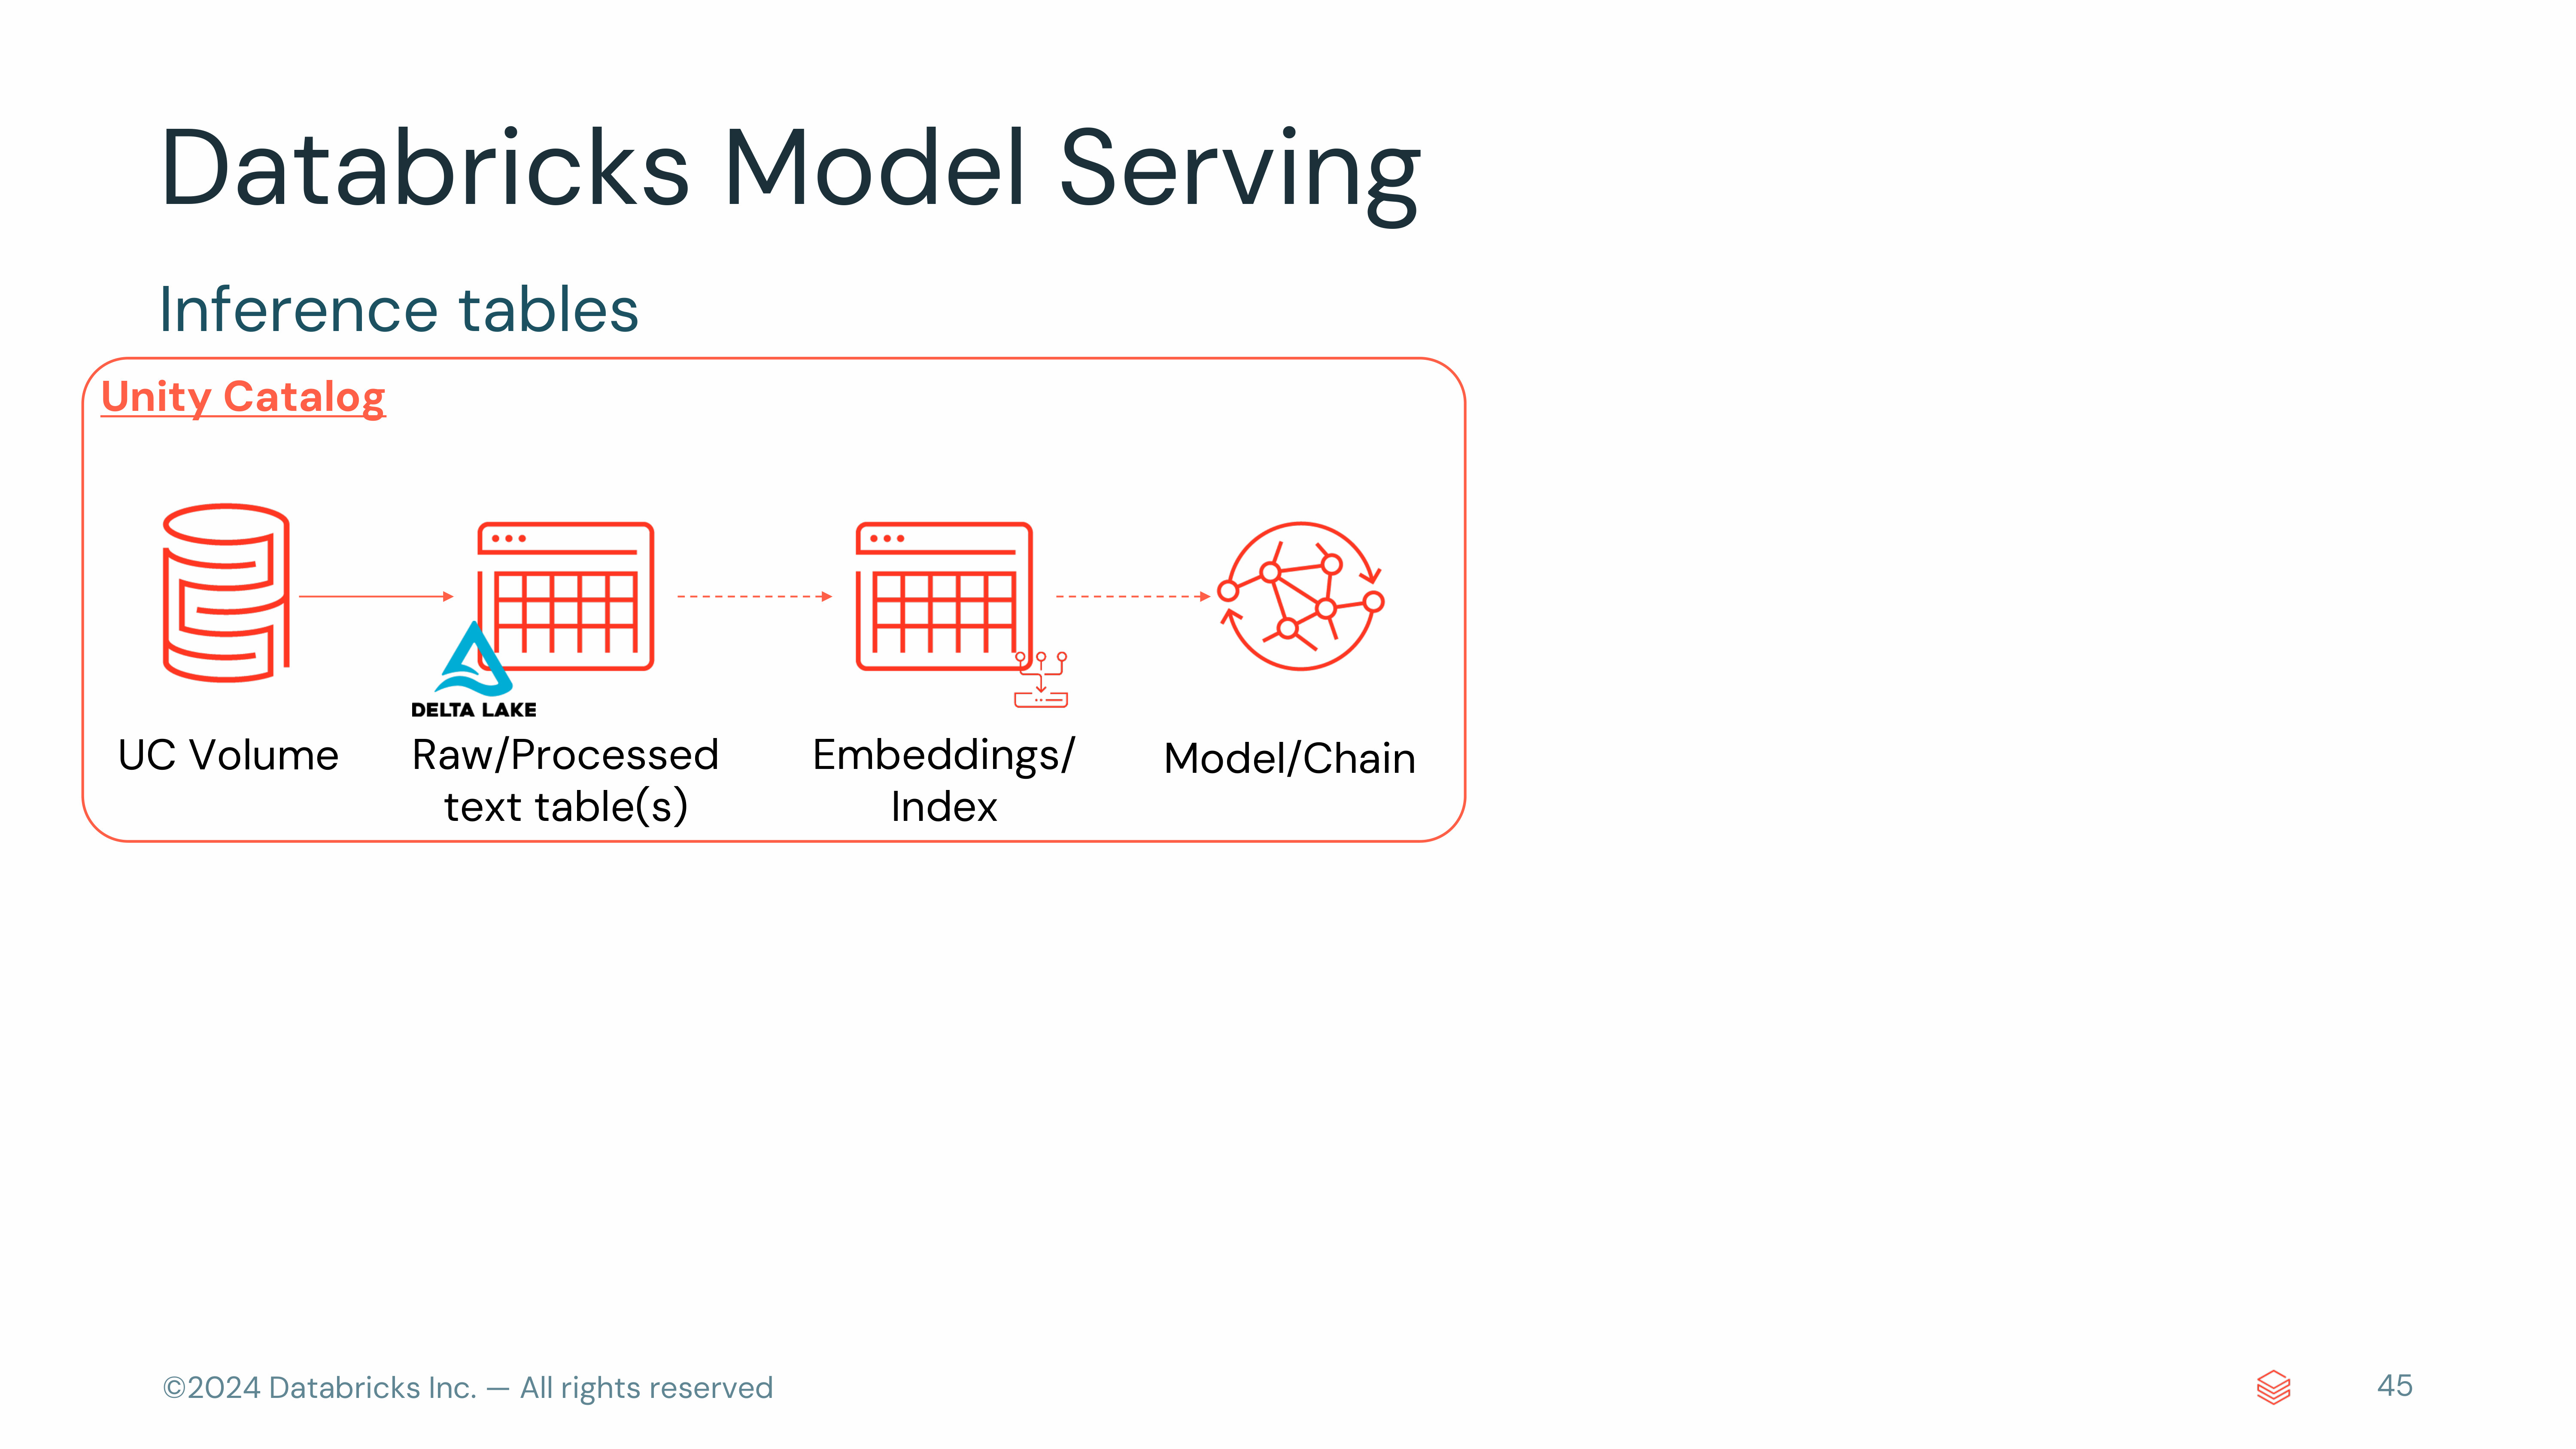 Databricks Model Serving
Inference tables
Unity Catalog
DELTA LAKE
UC Volume
Raw/Processed
text table(s)
Embeddings/
Index
Model/Chain
©2024 Databricks Inc. — All rights reserved
45